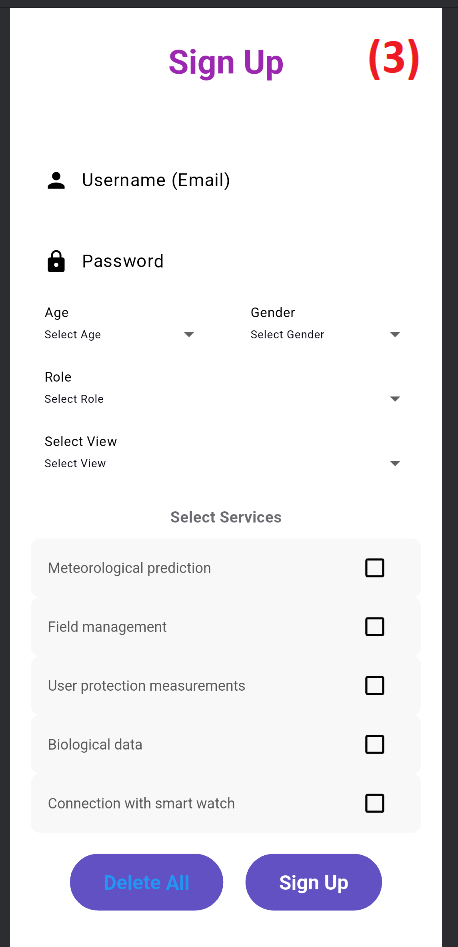 Sign Up (3)
Username (Email)
Password
Age Gender
Select Age Select Gender
Role
Select Role
Select View
Select View
Select Services
Meteorological prediction
Field management
User protection measurements
Biological data
Connection with smart watch
Delete All Sign Up